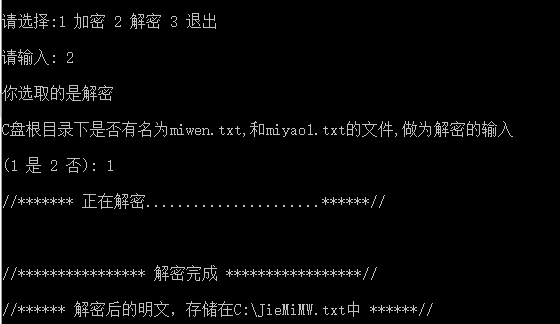 请选择:1 加密 2 解密 3 退出
请输入: 2
你选取的是解密
C盘根目录下是否有名为miwen.txt,和miyao1.txt的文件,做为解密的输入
(1 是 2 否): 1
//******* 正在解密......................******//
//**************** 解密完成 *****************//
//****** 解密后的明文, 存储在C:\JieMiMW.txt中 ******//